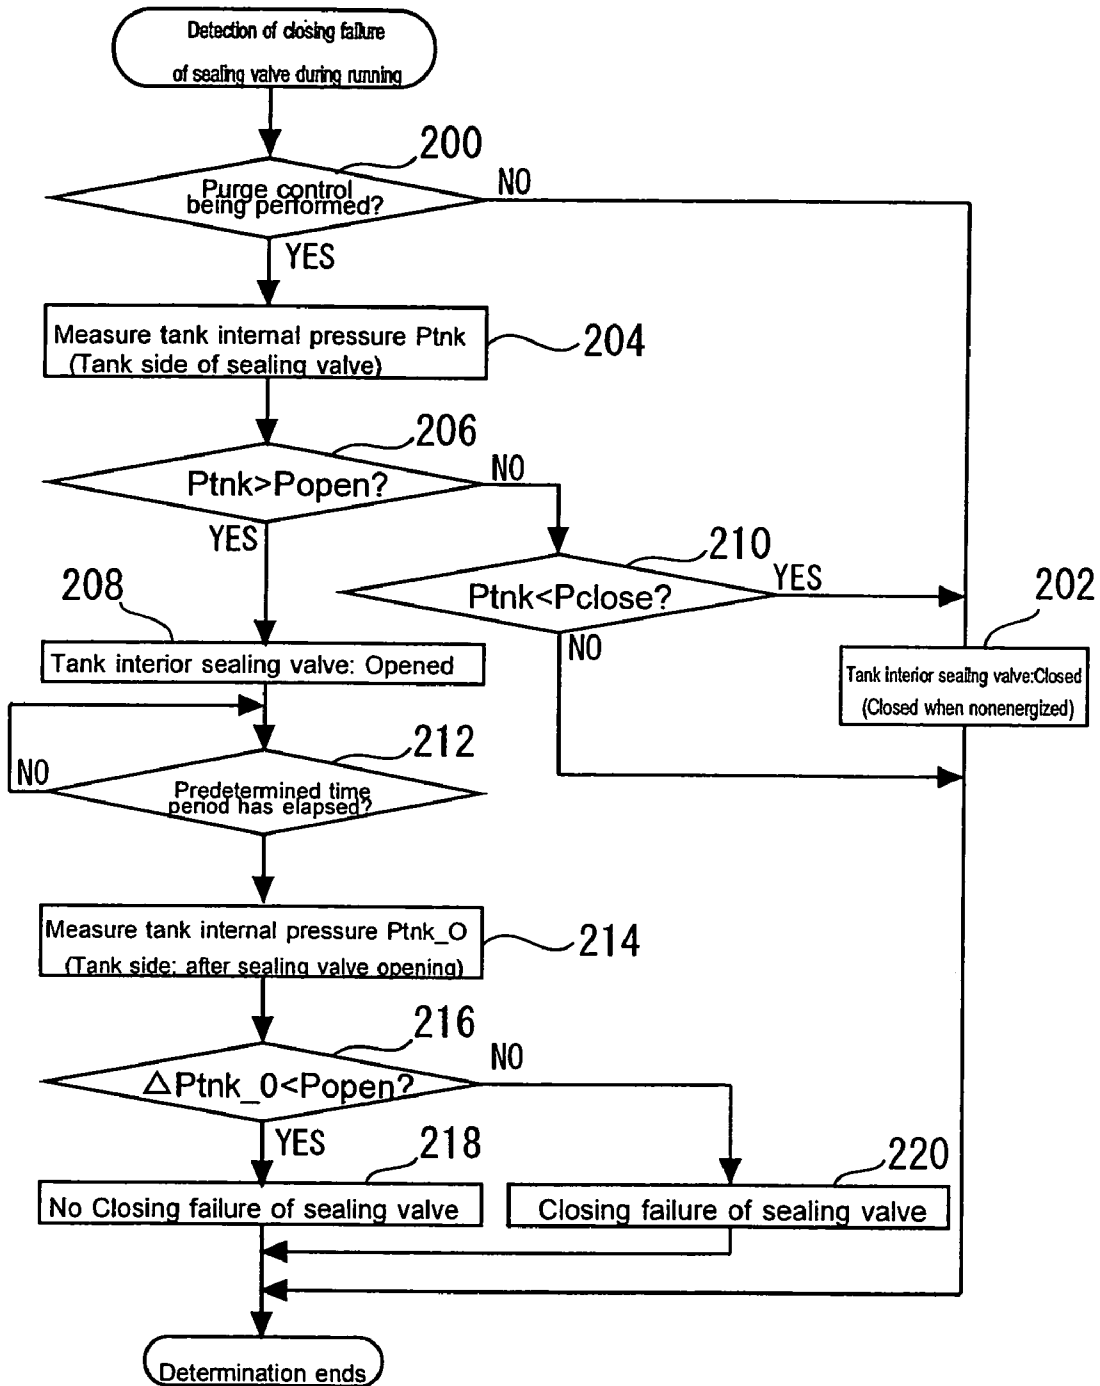 Detection of closing failure
of sealing valve during running
200
Purge control
being performed?
NO
YES
Measure tank internal pressure Ptnk
(Tank side of sealing valve)
204
206
Ptnk>Popen?
NO
YES
210
Ptnk<Pclose?
YES
NO
202
Tank interior sealing valve:Closed
(Closed when nonenergized)
208
Tank interior sealing valve: Opened
212
Predetermined time
period has elapsed?
NO
Measure tank internal pressure Ptnk_O
(Tank side: after sealing valve opening)
214
216
△Ptnk_0<Popen?
NO
YES
218
No Closing failure of sealing valve
220
Closing failure of sealing valve
Determination ends